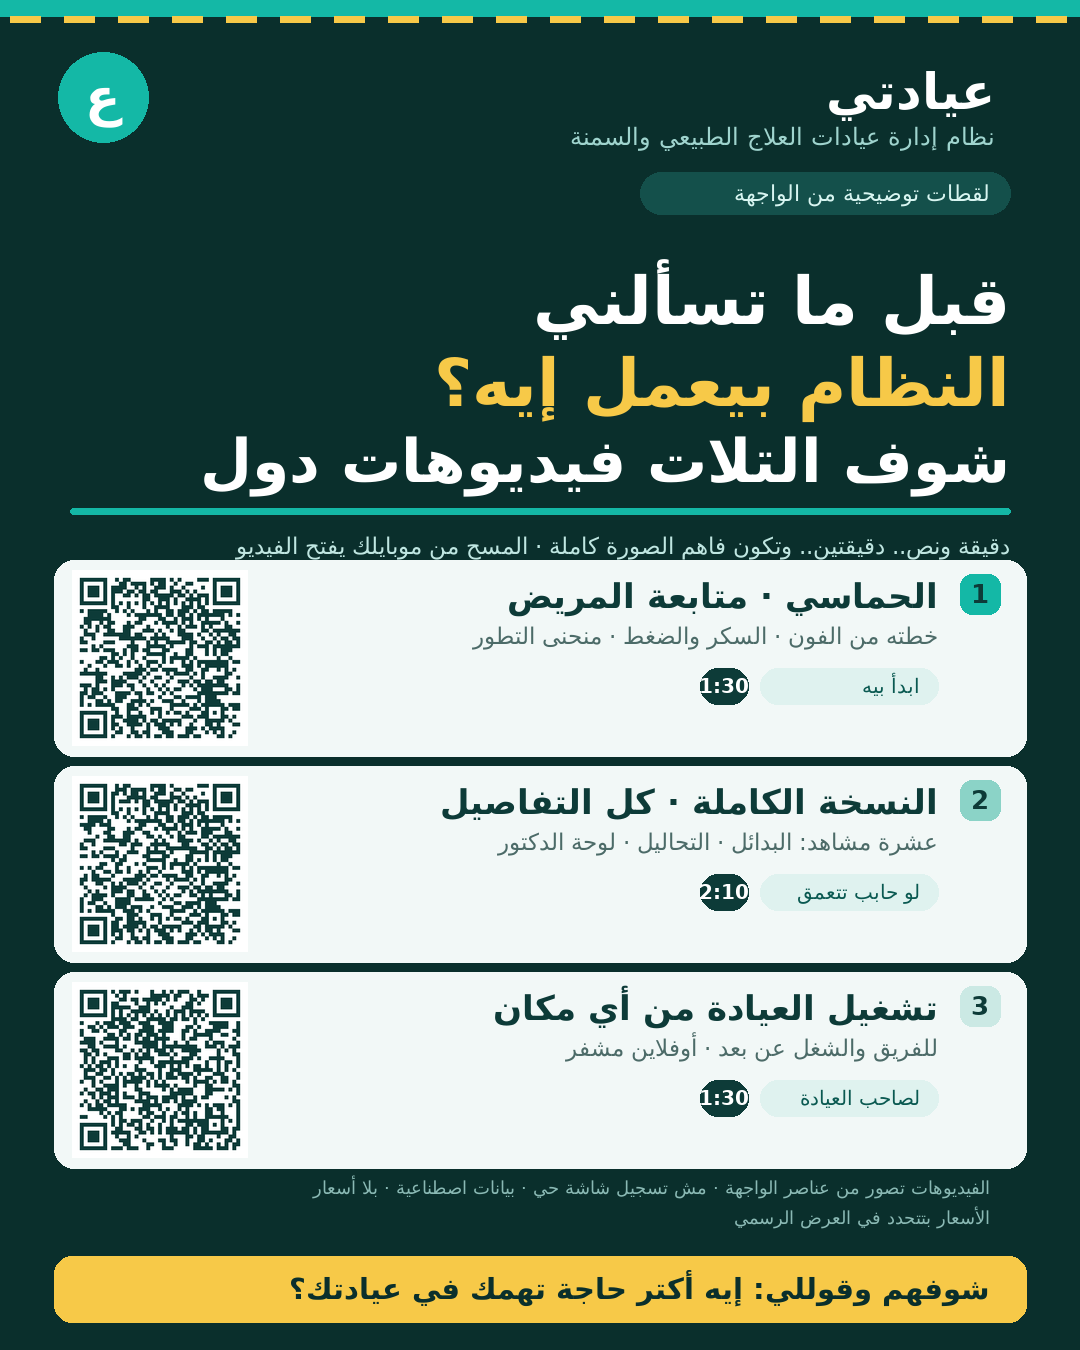 عيادتي
ع
نظام إدارة عيادات العلاج الطبيعي والسمنة
لقطات توضيحية من الواجهة
قبل ما تسألني
النظام بيعمل إيه؟
شوف التلات فيديوهات دول
دقيقة ونص.. دقيقتين.. وتكون فاهم الصورة كاملة · المسح من موبايلك يفتح الفيديو
1
الحماسي · متابعة المريض
خطته من الفون · السكر والضغط · منحنى التطور
ابدأ بيه
1:30
2
النسخة الكاملة · كل التفاصيل
عشرة مشاهد: البدائل · التحاليل · لوحة الدكتور
لو حابب تتعمق
2:10
3
تشغيل العيادة من أي مكان
للفريق والشغل عن بعد · أوفلاين مشفر
لصاحب العيادة
1:30
الفيديوهات تصور من عناصر الواجهة · مش تسجيل شاشة حي · بيانات اصطناعية · بلا أسعار
الأسعار بتتحدد في العرض الرسمي
شوفهم وقوللي: إيه أكتر حاجة تهمك في عيادتك؟